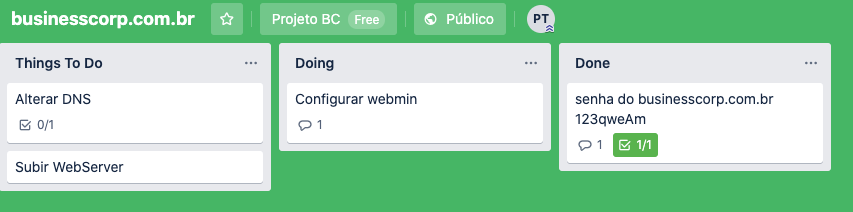 businesscorp.com.br
Projeto BC Free
Público
PT
Things To Do
Alterar DNS
0/1
Subir WebServer
Doing
Configurar webmin
1
Done
senha do businesscorp.com.br
123qweAm
1 1/1